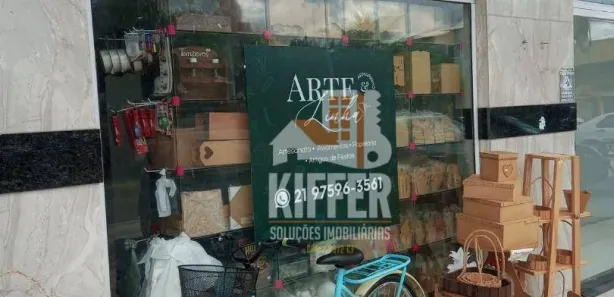 ARTE &
Linha
Artesanato • Aviamentos • Papelaria
• Artigos de Festas
21 97596-3561
KIFFER
SOLUÇÕES IMOBILIÁRIAS